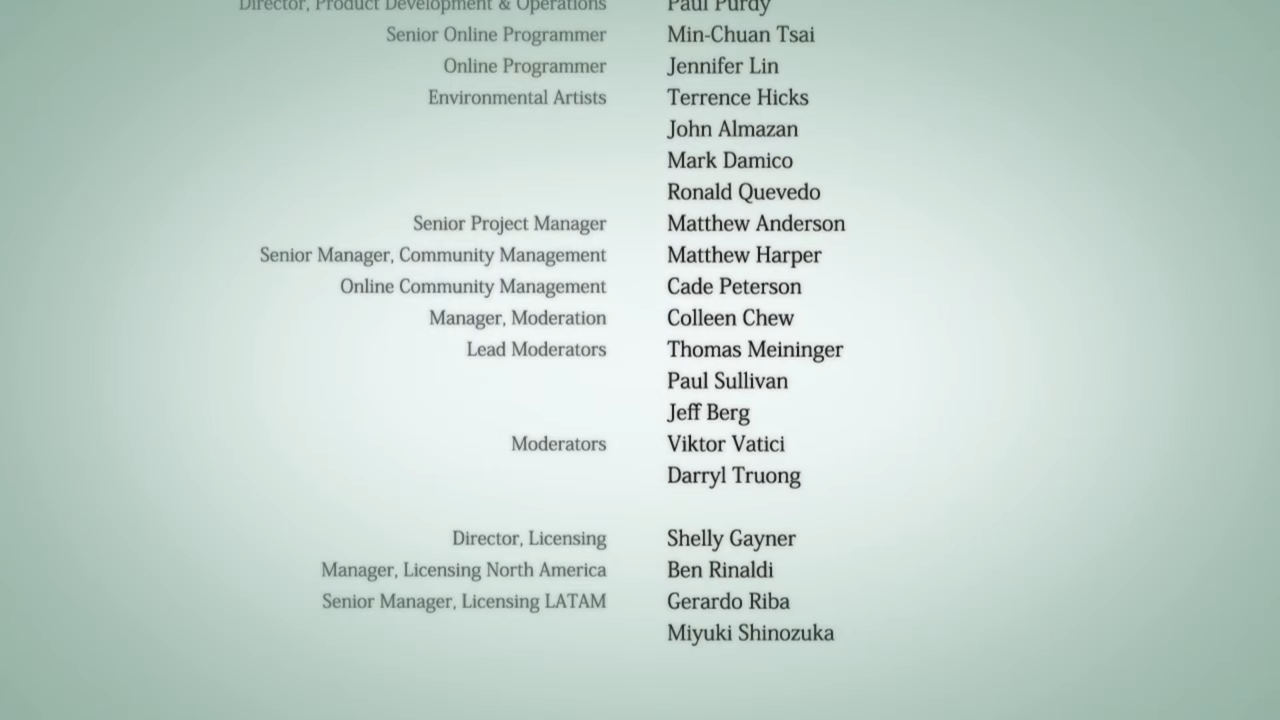 Director, Product Development & Operations Paul Purdy
Senior Online Programmer Min-Chuan Tsai
Online Programmer Jennifer Lin
Environmental Artists Terrence Hicks
John Almazan
Mark Damico
Ronald Quevedo
Senior Project Manager Matthew Anderson
Senior Manager, Community Management Matthew Harper
Online Community Management Cade Peterson
Manager, Moderation Colleen Chew
Lead Moderators Thomas Meininger
Paul Sullivan
Jeff Berg
Moderators Viktor Vatici
Darryl Truong
Director, Licensing Shelly Gayner
Manager, Licensing North America Ben Rinaldi
Senior Manager, Licensing LATAM Gerardo Riba
Miyuki Shinozuka